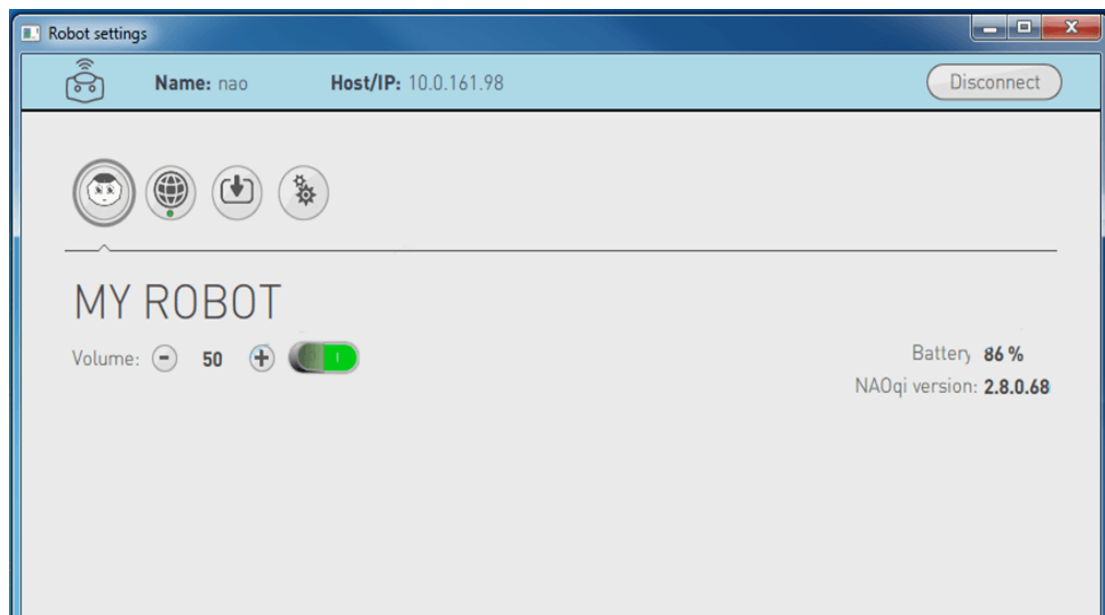 Robot settings
Name: nao Host/IP: 10.0.161.98 Disconnect
MY ROBOT
Volume: 50
Battery 86 %
NAOqi version: 2.8.0.68